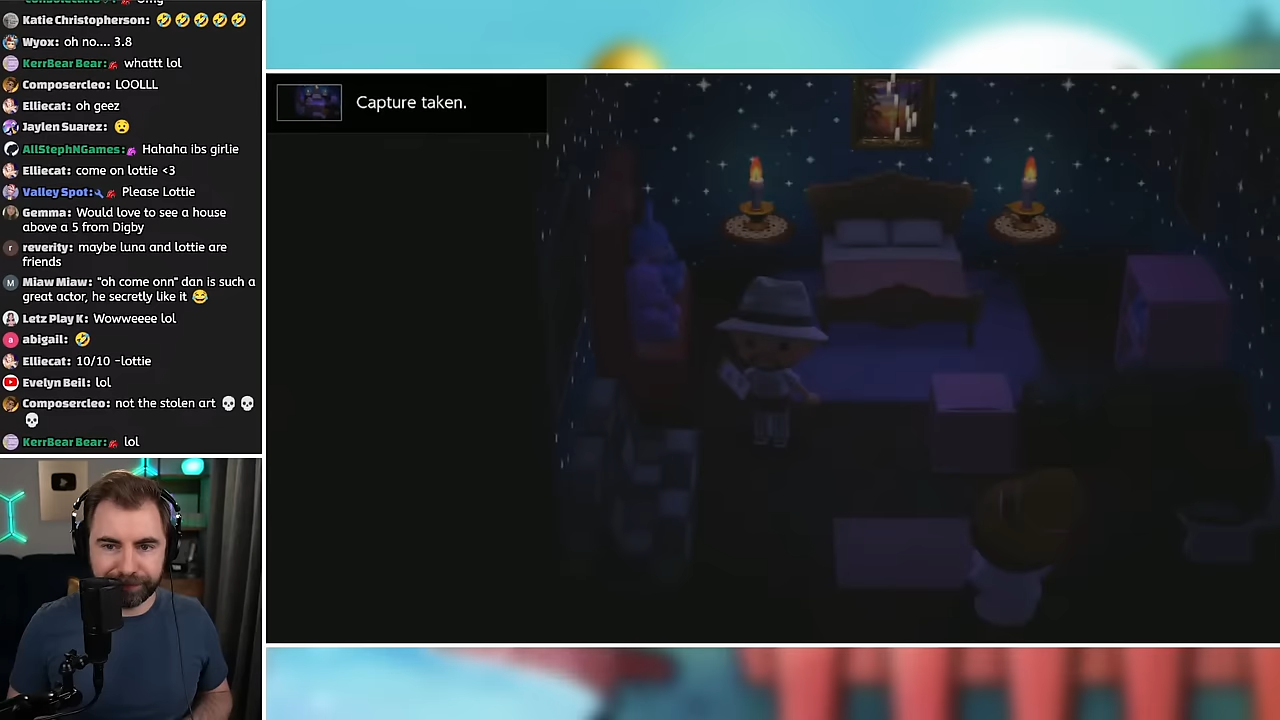 Katie Christopherson: 🤣🤣🤣🤣🤣
Wyox: oh no.... 3.8
KerrBear Bear: whattt lol
Composercleo: LOOLLL
Elliecat: oh geez
Jaylen Suarez: 😧
AllStephNGames: Hahaha ibs girlie
Elliecat: come on lottie <3
Valley Spot: Please Lottie
Gemma: Would love to see a house
above a 5 from Digby
reverity: maybe luna and lottie are
friends
Miaw Miaw: "oh come onn" dan is such a
great actor, he secretly like it 😂
Letz Play K: Wowweeee lol
abigail: 🤣
Elliecat: 10/10 -lottie
Evelyn Beil: lol
Composercleo: not the stolen art 💀💀
💀
KerrBear Bear: lol
Capture taken.